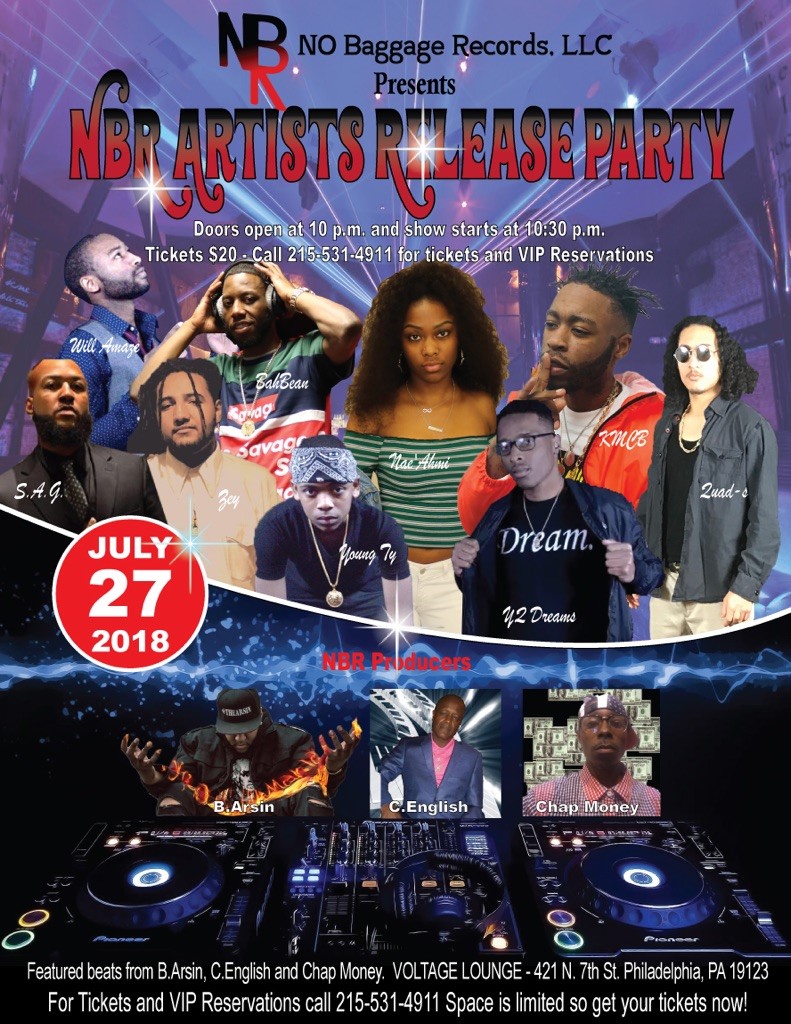 NBR NO Baggage Records, LLC
Presents
NBR ARTISTS RELEASE PARTY
Doors open at 10 p.m. and show starts at 10:30 p.m.
Tickets $20 - Call 215-531-4911 for tickets and VIP Reservations
Will Amaze
BahBean
Savage
S.A.G.
Zey
Nae'Ahmi
KMCB
Quad-s
Young Ty
Dream.
Y2 Dreams
JULY
27
2018
NBR Producers
#THEARSIN
B.Arsin
C.English
Chap Money
Pioneer
Pioneer
Featured beats from B.Arsin, C.English and Chap Money. VOLTAGE LOUNGE - 421 N. 7th St. Philadelphia, PA 19123
For Tickets and VIP Reservations call 215-531-4911 Space is limited so get your tickets now!